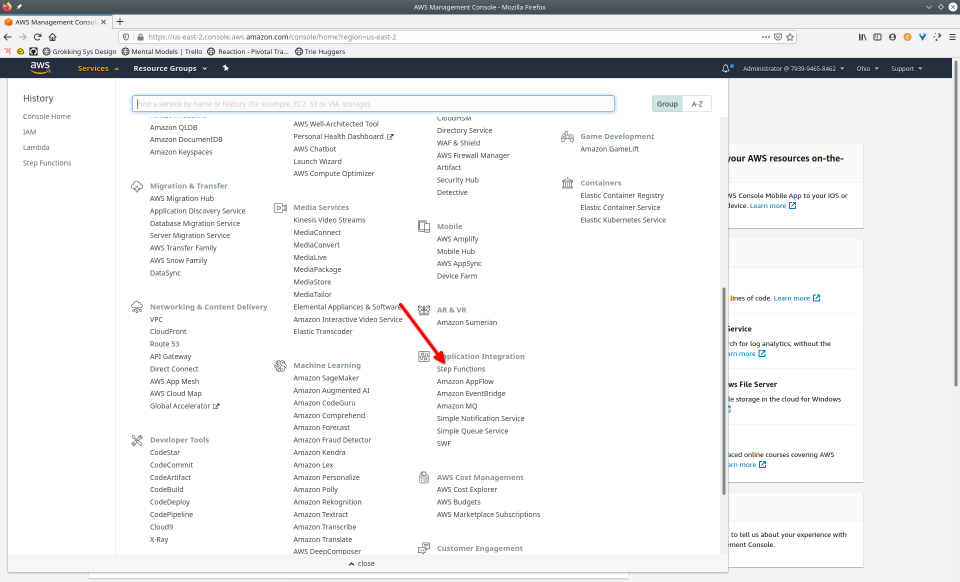 AWS Management Console - Mozilla Firefox
AWS Management Conso
https://us-east-2.console.aws.amazon.com/console/home?region=us-east-2
Grokking Sys Design
Mental Models | Trello
Reaction - Pivotal Tra...
Trie Huggers
aws
Services
Resource Groups
Administrator @ 7939-9465-8462
Ohio
Support
History
Console Home
IAM
Lambda
Step Functions
Find a service by name or feature (for example, EC2, S3 or VM, storage).
Group
A-Z
Amazon QLDB
Amazon DocumentDB
Amazon Keyspaces
Migration & Transfer
AWS Migration Hub
Application Discovery Service
Database Migration Service
Server Migration Service
AWS Transfer Family
AWS Snow Family
DataSync
Networking & Content Delivery
VPC
CloudFront
Route 53
API Gateway
Direct Connect
AWS App Mesh
AWS Cloud Map
Global Accelerator
Developer Tools
CodeStar
CodeCommit
CodeArtifact
CodeBuild
CodeDeploy
CodePipeline
Cloud9
X-Ray
AWS Well-Architected Tool
Personal Health Dashboard
AWS Chatbot
Launch Wizard
AWS Compute Optimizer
Media Services
Kinesis Video Streams
MediaConnect
MediaConvert
MediaLive
MediaPackage
MediaStore
MediaTailor
Elemental Appliances & Software
Amazon Interactive Video Service
Elastic Transcoder
Machine Learning
Amazon SageMaker
Amazon Augmented AI
Amazon CodeGuru
Amazon Comprehend
Amazon Forecast
Amazon Fraud Detector
Amazon Kendra
Amazon Lex
Amazon Personalize
Amazon Polly
Amazon Rekognition
Amazon Textract
Amazon Transcribe
Amazon Translate
AWS DeepComposer
CloudHSM
Directory Service
WAF & Shield
AWS Firewall Manager
Artifact
Security Hub
Detective
Mobile
AWS Amplify
Mobile Hub
AWS AppSync
Device Farm
AR & VR
Amazon Sumerian
pplication Integration
Step Functions
Amazon AppFlow
Amazon EventBridge
Amazon MQ
Simple Notification Service
Simple Queue Service
SWF
AWS Cost Management
AWS Cost Explorer
AWS Budgets
AWS Marketplace Subscriptions
Customer Engagement
Game Development
Amazon GameLift
Containers
Elastic Container Registry
Elastic Container Service
Elastic Kubernetes Service
close
your AWS resources on-the-
WS Console Mobile App to your iOS or
device. Learn more
lines of code. Learn more
Service
rch for log analytics, without the
rn more
ws File Server
le storage in the cloud for Windows
aced online courses covering AWS
arn more
to tell us about your experience with
ment Console.